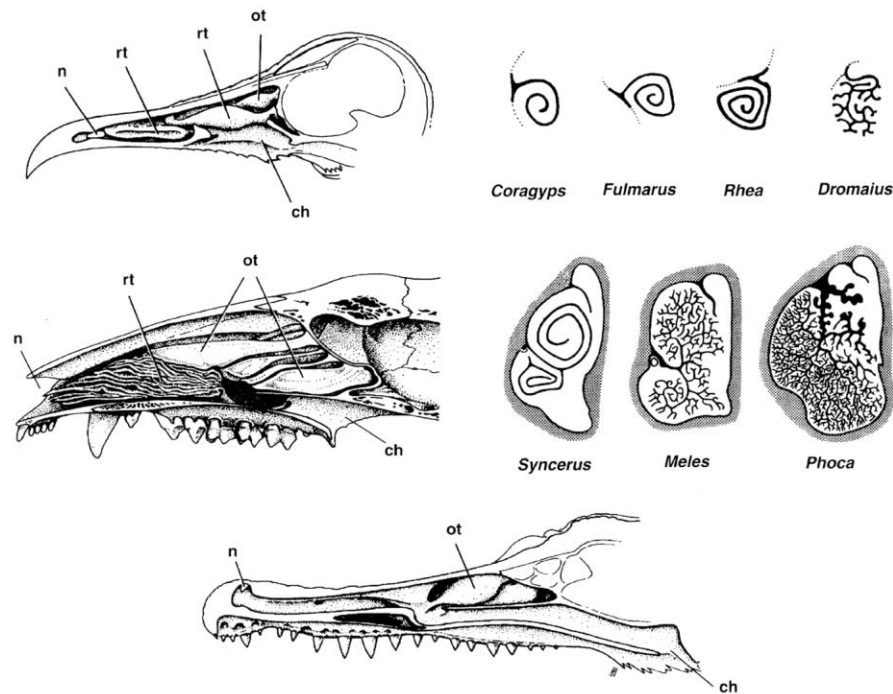 ot
rt
rt
n
ch
Coragyps Fulmarus Rhea Dromaius
ot
rt
n
ch
Syncerus Meles Phoca
ot
n
ch